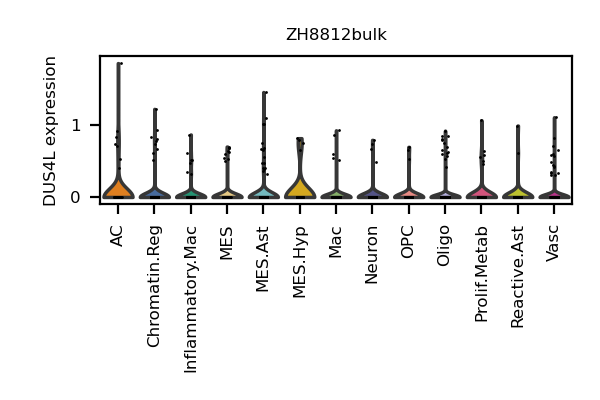 ZH8812bulk
DUS4L expression
1
0
AC
Chromatin.Reg
Inflammatory.Mac
MES
MES.Ast
MES.Hyp
Mac
Neuron
OPC
Oligo
Prolif.Metab
Reactive.Ast
Vasc